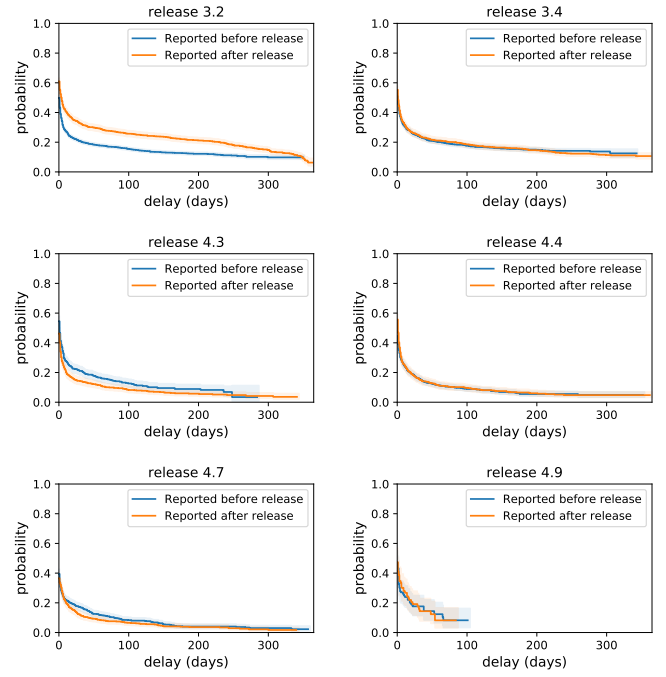 release 3.2
1.0
0.8
0.6
0.4
0.2
0.0
probability
Reported before release
Reported after release
0 100 200 300
delay (days)
release 3.4
1.0
0.8
0.6
0.4
0.2
0.0
probability
Reported before release
Reported after release
0 100 200 300
delay (days)
release 4.3
1.0
0.8
0.6
0.4
0.2
0.0
probability
Reported before release
Reported after release
0 100 200 300
delay (days)
release 4.4
1.0
0.8
0.6
0.4
0.2
0.0
probability
Reported before release
Reported after release
0 100 200 300
delay (days)
release 4.7
1.0
0.8
0.6
0.4
0.2
0.0
probability
Reported before release
Reported after release
0 100 200 300
delay (days)
release 4.9
1.0
0.8
0.6
0.4
0.2
0.0
probability
Reported before release
Reported after release
0 100 200 300
delay (days)